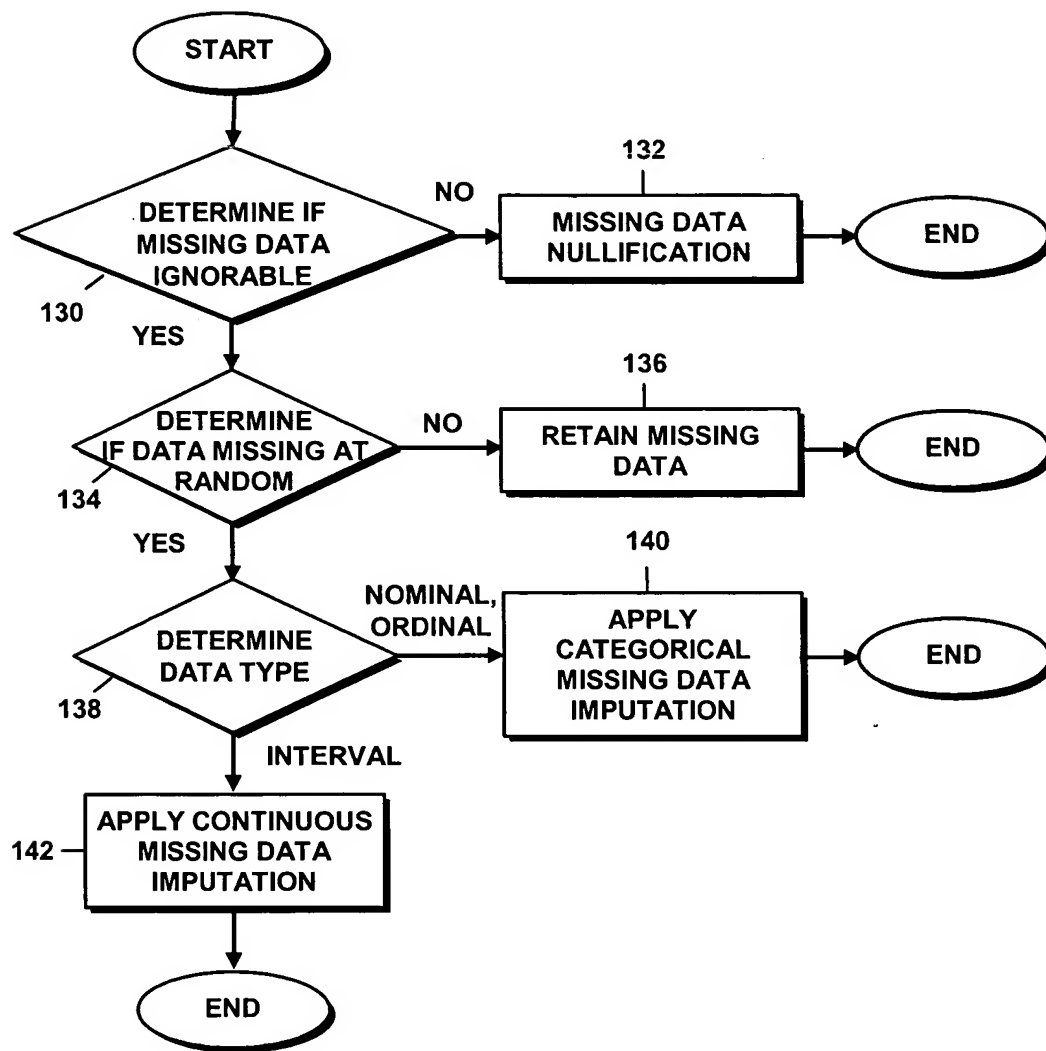 START
132
NO
DETERMINE IF
MISSING DATA
IGNORABLE
MISSING DATA
NULLIFICATION
END
130
YES
136
DETERMINE
IF DATA MISSING AT
RANDOM
NO
RETAIN MISSING
DATA
END
134
YES
140
NOMINAL,
ORDINAL
DETERMINE
DATA TYPE
APPLY
CATEGORICAL
MISSING DATA
IMPUTATION
END
138
INTERVAL
APPLY CONTINUOUS
MISSING DATA
IMPUTATION
142
END